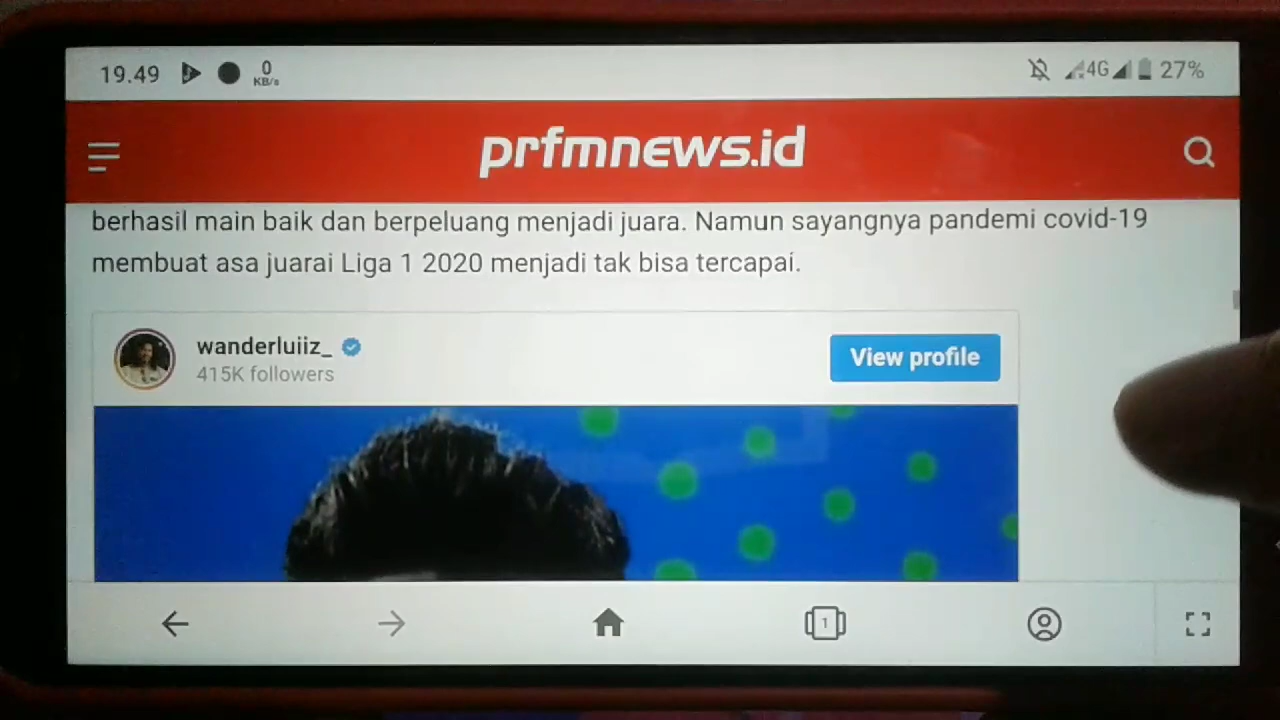 19.49 0 KB/s 4G 27%
prfmnews.id
berhasil main baik dan berpeluang menjadi juara. Namun sayangnya pandemi covid-19
membuat asa juarai Liga 1 2020 menjadi tak bisa tercapai.
wanderluiiz_ View profile
415K followers
1